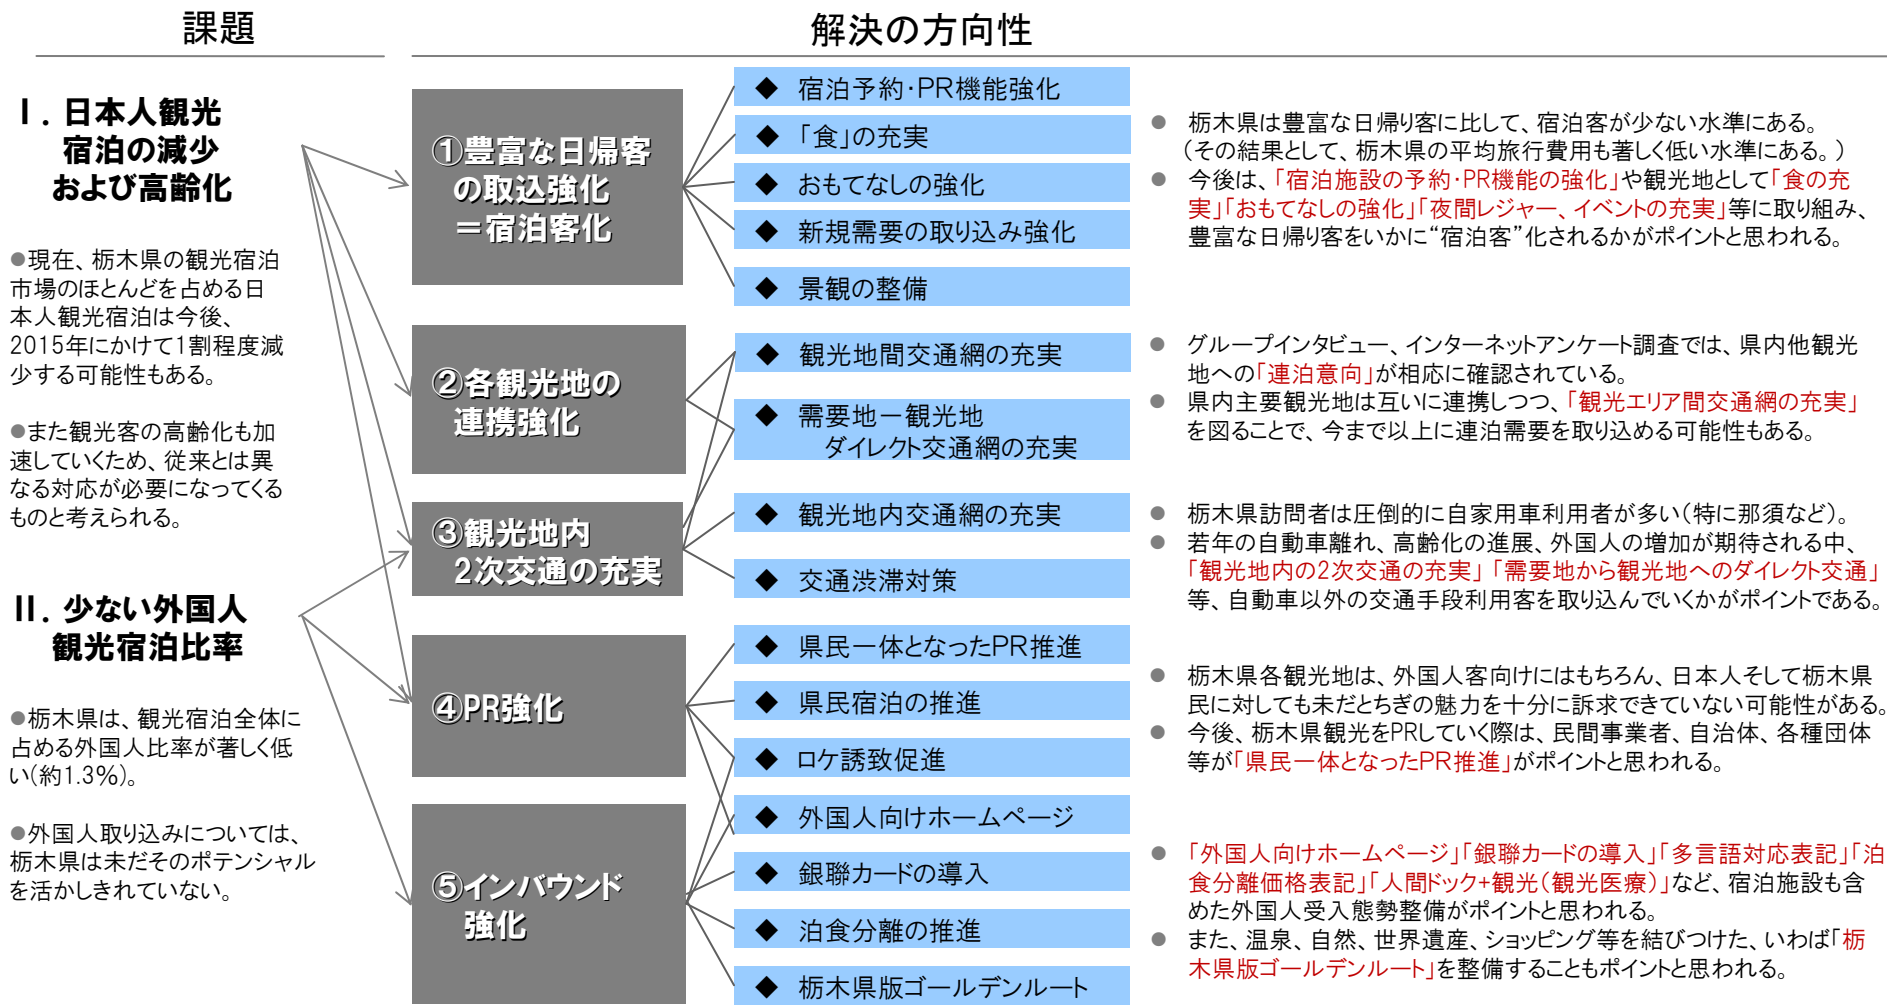 課題
解決の方向性
Ⅰ．日本人観光
宿泊の減少
および高齢化
●現在、栃木県の観光宿泊
市場のほとんどを占める日
本人観光宿泊は今後、
2015年にかけて1割程度減
少する可能性もある。
●また観光客の高齢化も加
速していくため、従来とは異
なる対応が必要になってくる
ものと考えられる。
Ⅱ．少ない外国人
観光宿泊比率
●栃木県は、観光宿泊全体に
占める外国人比率が著しく低
い(約1.3%)。
●外国人取り込みについては、
栃木県は未だそのポテンシャル
を活かしきれていない。
①豊富な日帰客
の取込強化
＝宿泊客化
②各観光地の
連携強化
③観光地内
2次交通の充実
④PR強化
⑤インバウンド
強化
◆ 宿泊予約・PR機能強化
◆ 「食」の充実
◆ おもてなしの強化
◆ 新規需要の取り込み強化
◆ 景観の整備
◆ 観光地間交通網の充実
◆ 需要地－観光地
ダイレクト交通網の充実
◆ 観光地内交通網の充実
◆ 交通渋滞対策
◆ 県民一体となったPR推進
◆ 県民宿泊の推進
◆ ロケ誘致促進
◆ 外国人向けホームページ
◆ 銀聯カードの導入
◆ 泊食分離の推進
◆ 栃木県版ゴールデンルート
● 栃木県は豊富な日帰り客に比して、宿泊客が少ない水準にある。
（その結果として、栃木県の平均旅行費用も著しく低い水準にある。）
● 今後は、「宿泊施設の予約・PR機能の強化」や観光地として「食の充
実」「おもてなしの強化」「夜間レジャー、イベントの充実」等に取り組み、
豊富な日帰り客をいかに“宿泊客”化されるかがポイントと思われる。
● グループインタビュー、インターネットアンケート調査では、県内他観光
地への「連泊意向」が相応に確認されている。
● 県内主要観光地は互いに連携しつつ、「観光エリア間交通網の充実」
を図ることで、今まで以上に連泊需要を取り込める可能性もある。
● 栃木県訪問者は圧倒的に自家用車利用者が多い（特に那須など）。
● 若年の自動車離れ、高齢化の進展、外国人の増加が期待される中、
「観光地内の2次交通の充実」「需要地から観光地へのダイレクト交通」
等、自動車以外の交通手段利用客を取り込んでいくかがポイントである。
● 栃木県各観光地は、外国人客向けにはもちろん、日本人そして栃木県
民に対しても未だとちぎの魅力を十分に訴求できていない可能性がある。
● 今後、栃木県観光をPRしていく際は、民間事業者、自治体、各種団体
等が「県民一体となったPR推進」がポイントと思われる。
● 「外国人向けホームページ」「銀聯カードの導入」「多言語対応表記」「泊
食分離価格表記」「人間ドック+観光（観光医療）」など、宿泊施設も含
めた外国人受入態勢整備がポイントと思われる。
● また、温泉、自然、世界遺産、ショッピング等を結びつけた、いわば「栃
木県版ゴールデンルート」を整備することもポイントと思われる。